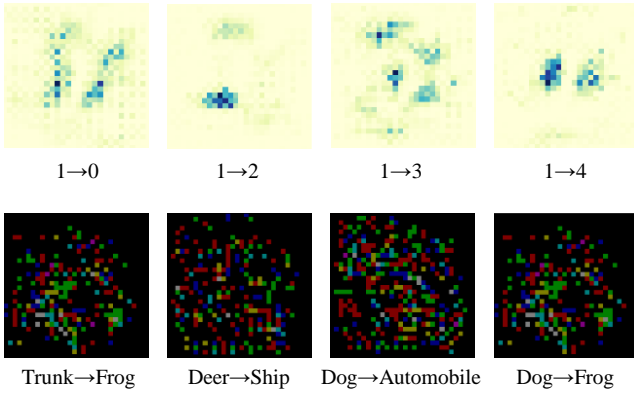 1→0 1→2 1→3 1→4
Trunk→Frog Deer→Ship Dog→Automobile Dog→Frog